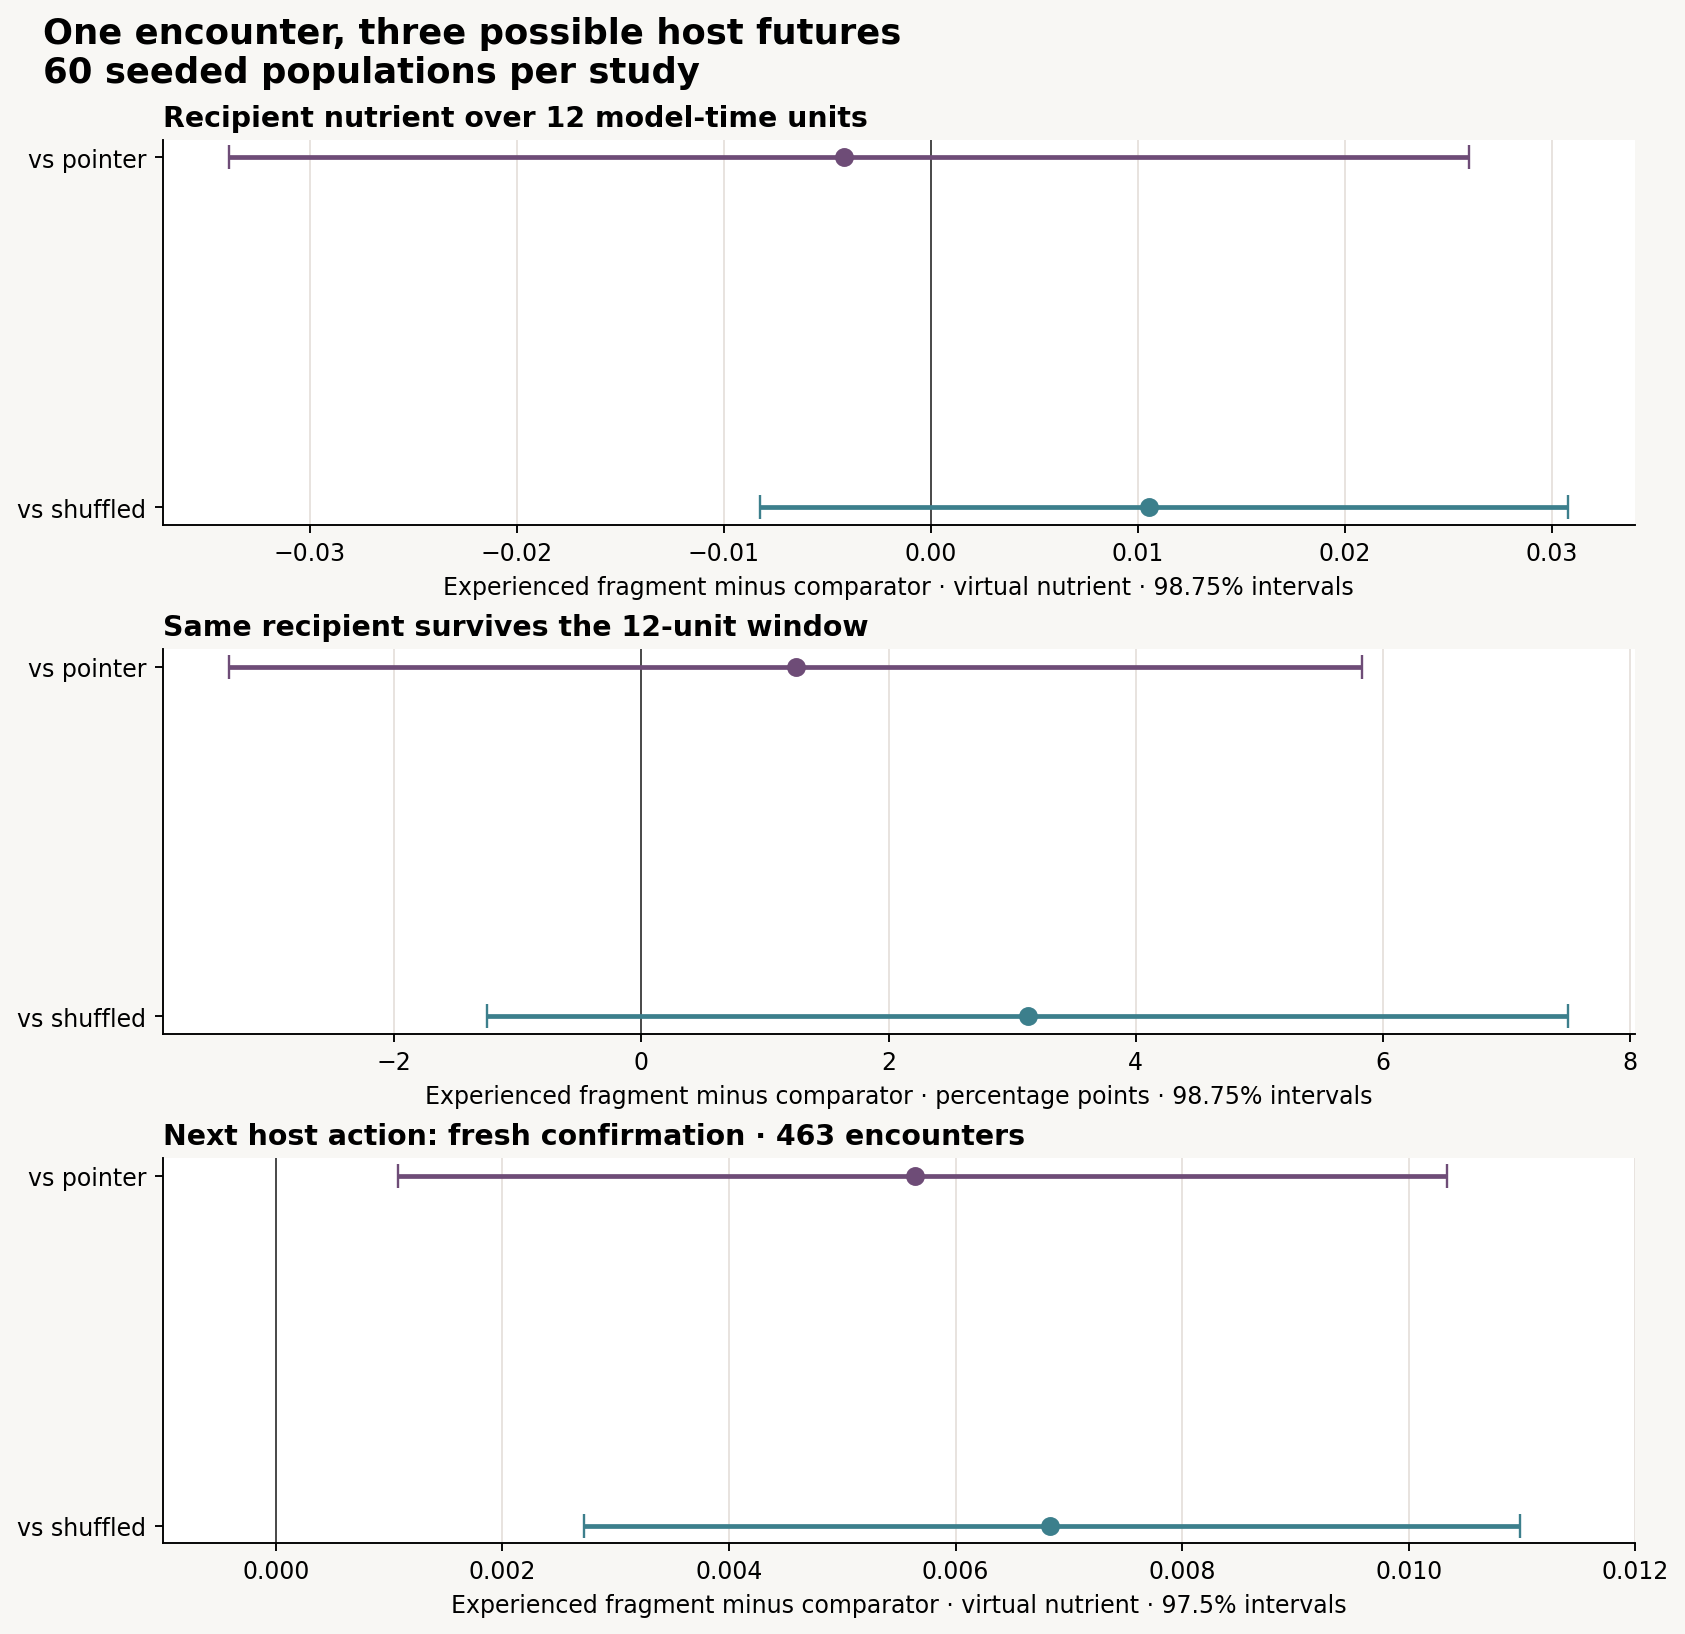 One encounter, three possible host futures
60 seeded populations per study
Recipient nutrient over 12 model-time units
vs pointer
vs shuffled
−0.03 −0.02 −0.01 0.00 0.01 0.02 0.03
Experienced fragment minus comparator · virtual nutrient · 98.75% intervals
Same recipient survives the 12-unit window
vs pointer
vs shuffled
−2 0 2 4 6 8
Experienced fragment minus comparator · percentage points · 98.75% intervals
Next host action: fresh confirmation · 463 encounters
vs pointer
vs shuffled
0.000 0.002 0.004 0.006 0.008 0.010 0.012
Experienced fragment minus comparator · virtual nutrient · 97.5% intervals